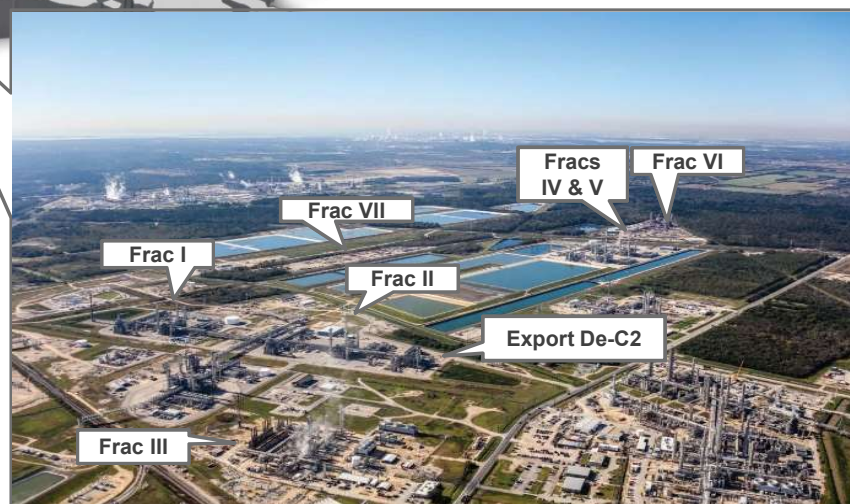 Fracs
IV & V
Frac VI
Frac VII
Frac I
Frac II
Export De-C2
Frac III